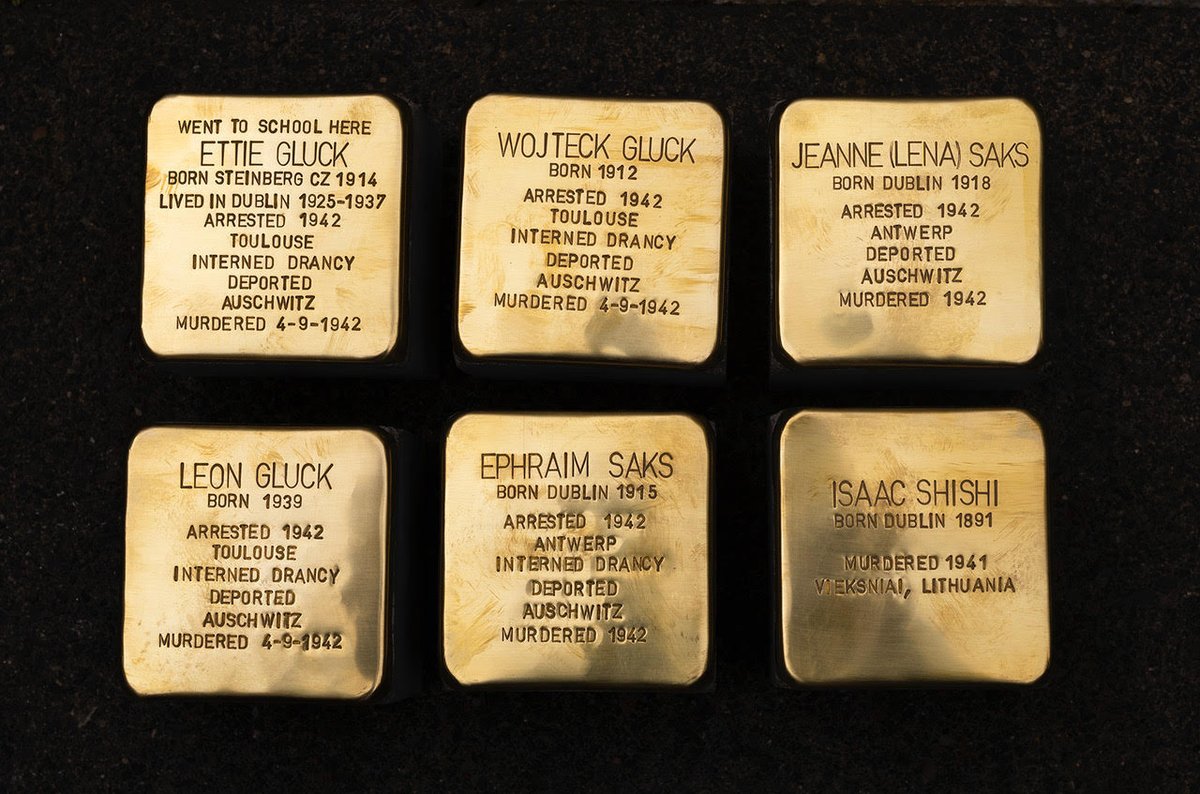 WENT TO SCHOOL HERE
ETTIE GLUCK
BORN STEINBERG CZ 1914
LIVED IN DUBLIN 1925-1937
ARRESTED 1942
TOULOUSE
INTERNED DRANCY
DEPORTED
AUSCHWITZ
MURDERED 4-9-1942
WOJTECK GLUCK
BORN 1912
ARRESTED 1942
TOULOUSE
INTERNED DRANCY
DEPORTED
AUSCHWITZ
MURDERED 4-9-1942
JEANNE (LENA) SAKS
BORN DUBLIN 1918
ARRESTED 1942
ANTWERP
DEPORTED
AUSCHWITZ
MURDERED 1942
LEON GLUCK
BORN 1939
ARRESTED 1942
TOULOUSE
INTERNED DRANCY
DEPORTED
AUSCHWITZ
MURDERED 4-9-1942
EPHRAIM SAKS
BORN DUBLIN 1915
ARRESTED 1942
ANTWERP
INTERNED DRANCY
DEPORTED
AUSCHWITZ
MURDERED 1942
ISAAC SHISHI
BORN DUBLIN 1891
MURDERED 1941
VIEKSNIAI, LITHUANIA